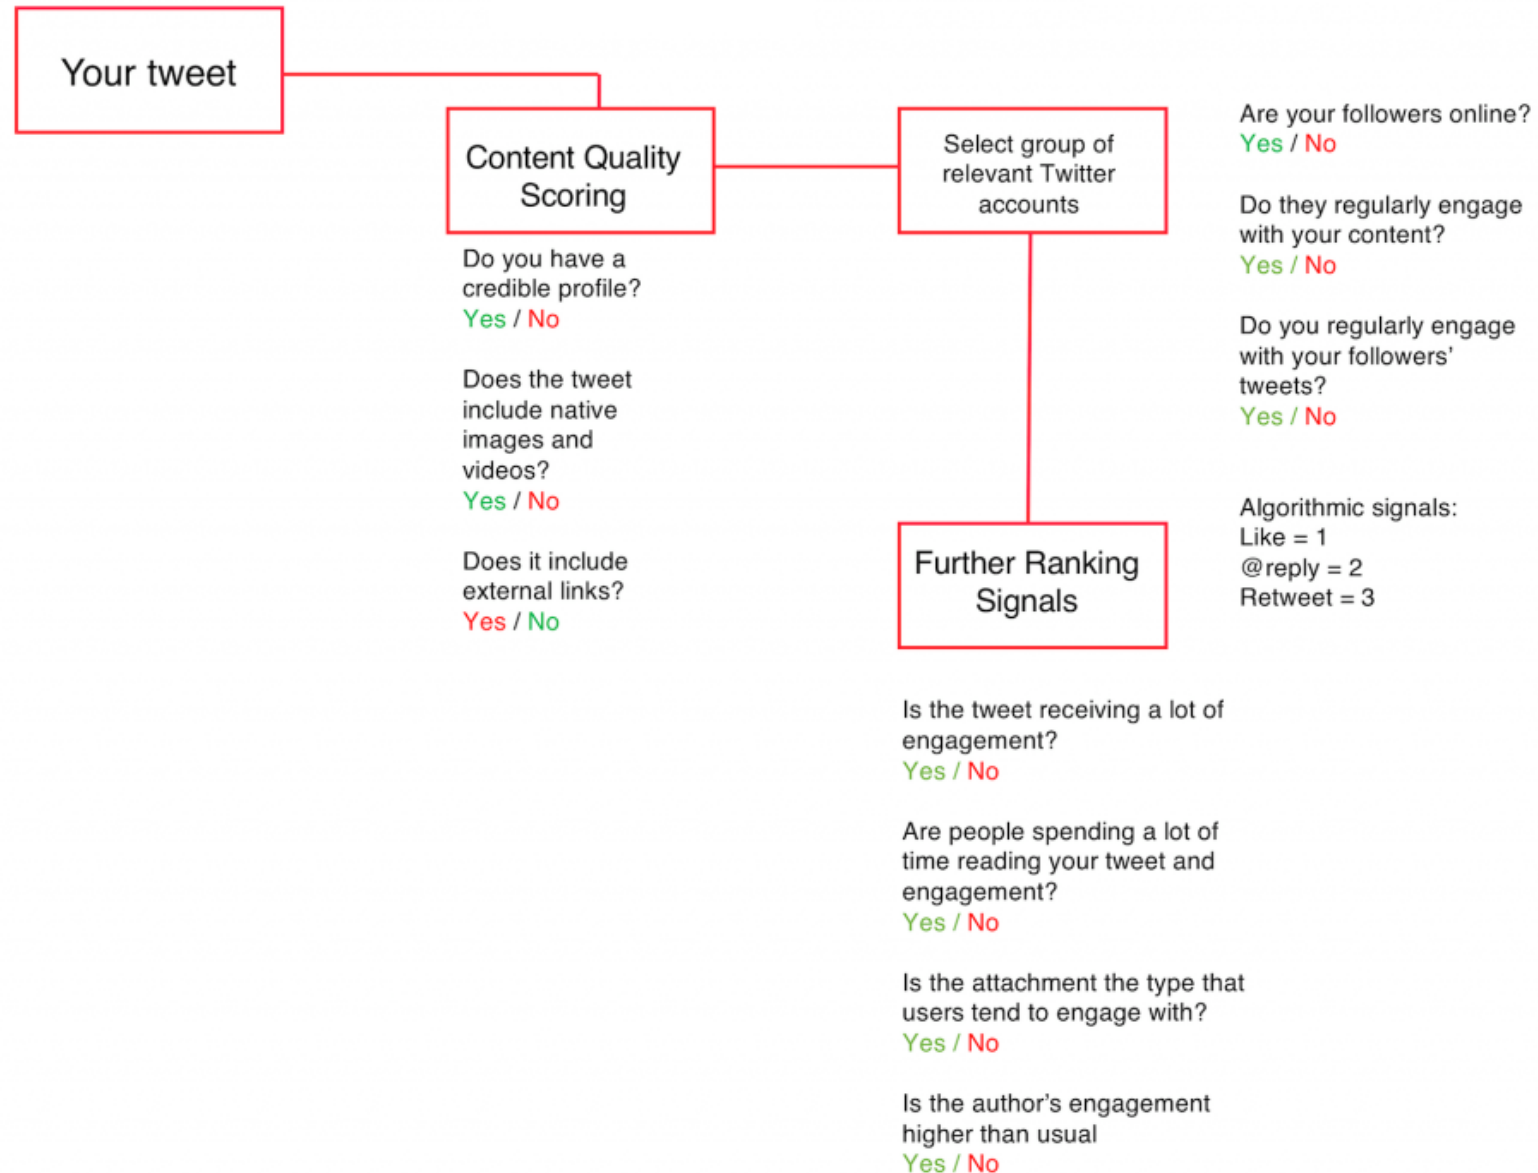 Your tweet
Content Quality
Scoring
Do you have a
credible profile?
Yes / No
Does the tweet
include native
images and
videos?
Yes / No
Does it include
external links?
Yes / No
Select group of
relevant Twitter
accounts
Are your followers online?
Yes / No
Do they regularly engage
with your content?
Yes / No
Do you regularly engage
with your followers’
tweets?
Yes / No
Algorithmic signals:
Like = 1
@reply = 2
Retweet = 3
Further Ranking
Signals
Is the tweet receiving a lot of
engagement?
Yes / No
Are people spending a lot of
time reading your tweet and
engagement?
Yes / No
Is the attachment the type that
users tend to engage with?
Yes / No
Is the author’s engagement
higher than usual
Yes / No